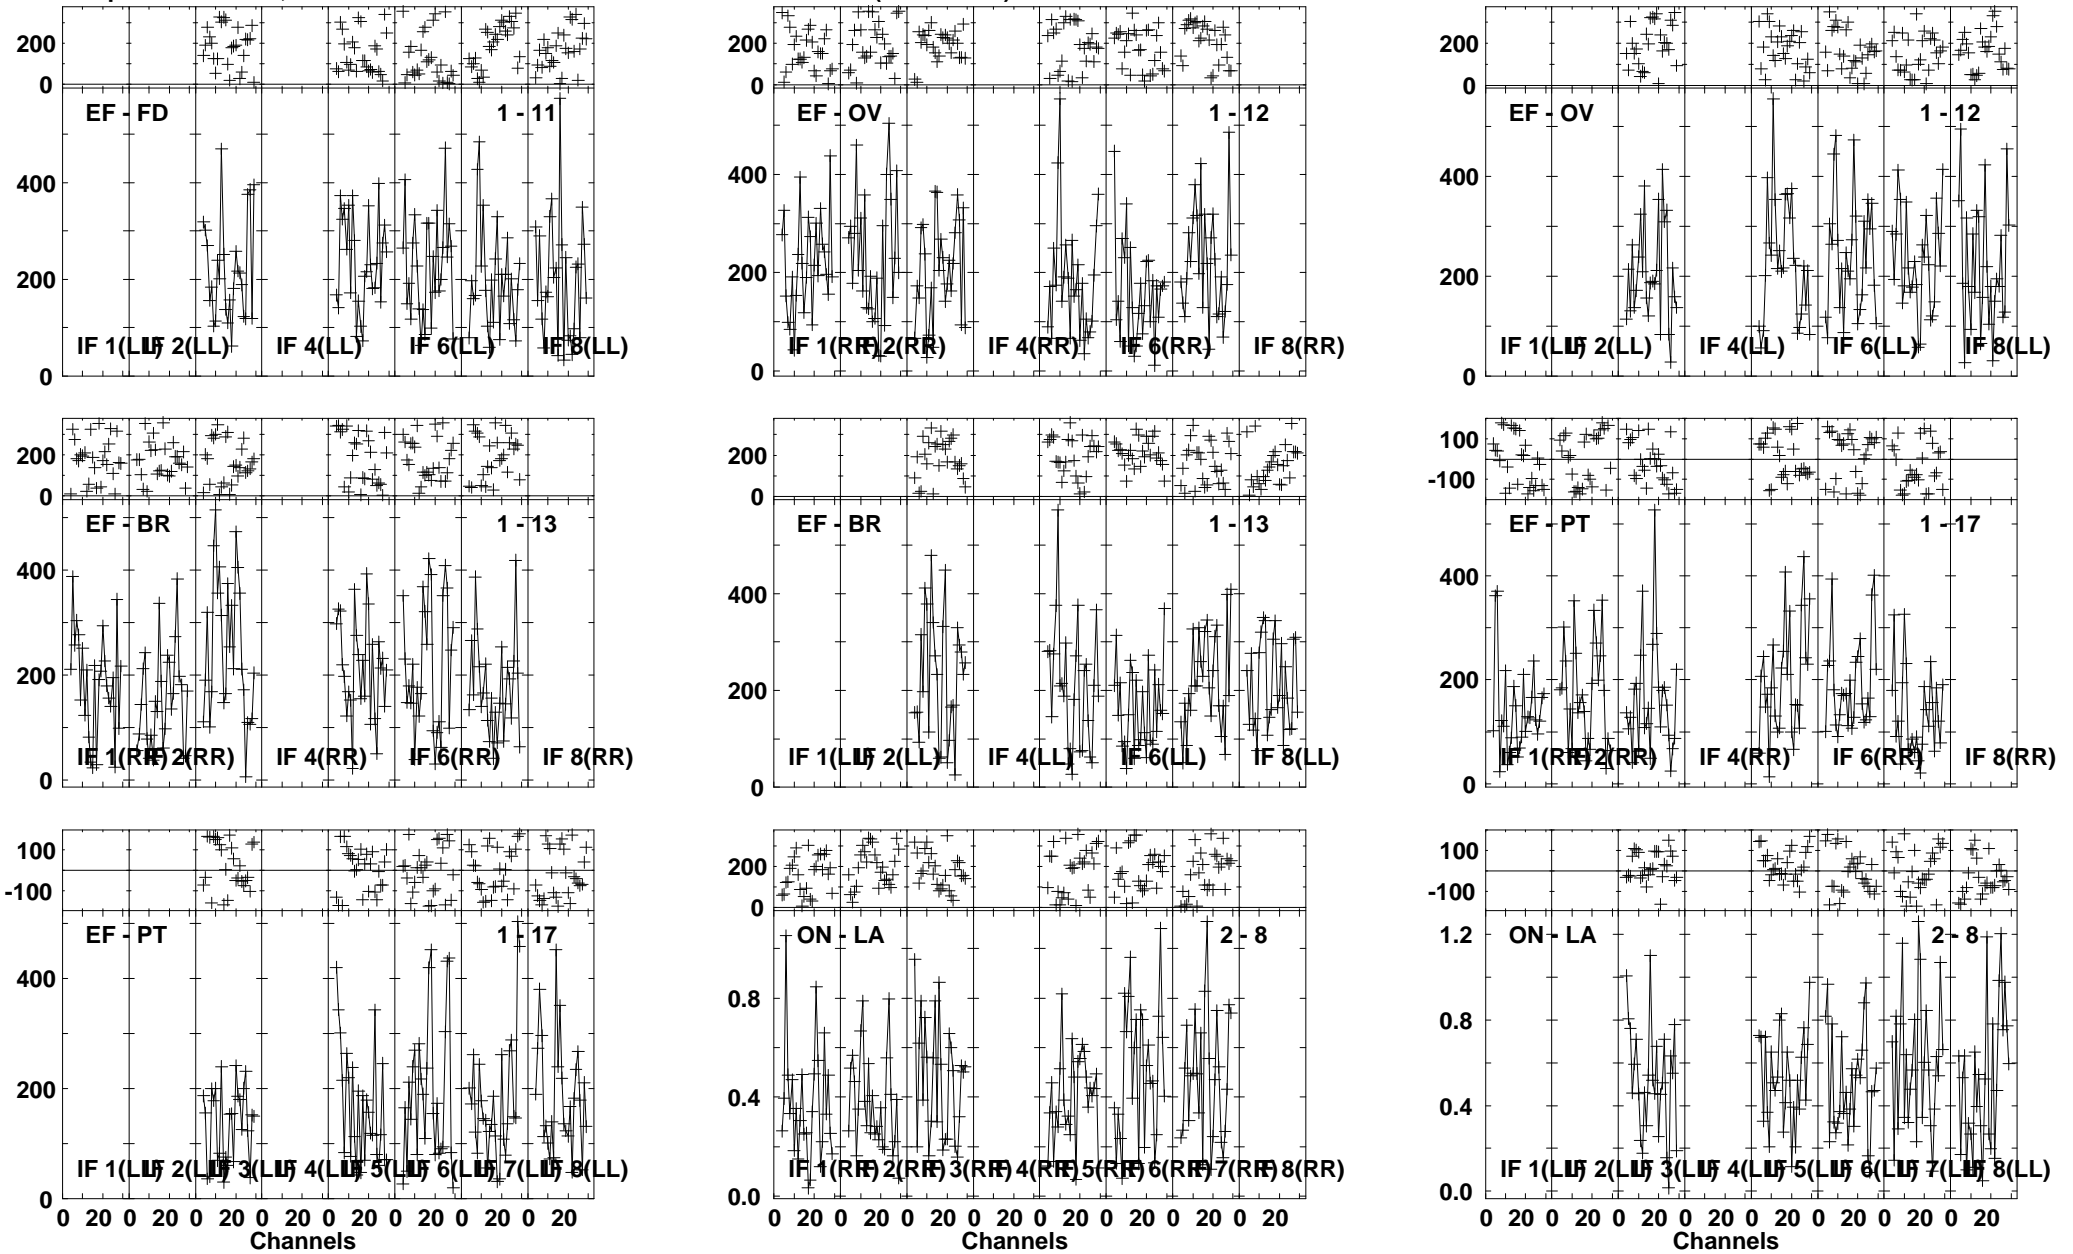 200 200 200
0 0 0
EF - FD 1 - 11 EF - OV 1 - 12 EF - OV 1 - 12
400 400 400
200 200 200
IF 1(LL) IF 2(LL) IF 4(LL) IF 6(LL) IF 8(LL) IF 1(RR) IF 2(RR) IF 4(RR) IF 6(RR) IF 8(RR) IF 1(LL) IF 2(LL) IF 4(LL) IF 6(LL) IF 8(LL)
0 0 0
200 200 100
0 0 -100
EF - BR 1 - 13 EF - BR 1 - 13 EF - PT 1 - 17
400 400 400
200 200 200
IF 1(RR) IF 2(RR) IF 4(RR) IF 6(RR) IF 8(RR) IF 1(LL) IF 2(LL) IF 4(LL) IF 6(LL) IF 8(LL) IF 1(RR) IF 2(RR) IF 4(RR) IF 6(RR) IF 8(RR)
0 0 0
100 200 100
-100 0 -100
EF - PT 1 - 17 ON - LA 2 - 8 ON - LA 2 - 8
400 0.8 1.2
200 0.4 0.8
0.4
IF 1(LL) IF 2(LL) IF 3(LL) IF 4(LL) IF 5(LL) IF 6(LL) IF 7(LL) IF 8(LL) IF 1(RR) IF 2(RR) IF 3(RR) IF 4(RR) IF 5(RR) IF 6(RR) IF 7(RR) IF 8(RR) IF 1(LL) IF 2(LL) IF 3(LL) IF 4(LL) IF 5(LL) IF 6(LL) IF 7(LL) IF 8(LL)
0 0.0 0.0
0 20 0 20 0 20 0 20 0 20 0 20 0 20 0 20 0 20 0 20 0 20 0 20 0 20 0 20 0 20 0 20 0 20 0 20 0 20 0 20 0 20 0 20 0 20 0 20
Channels Channels Channels